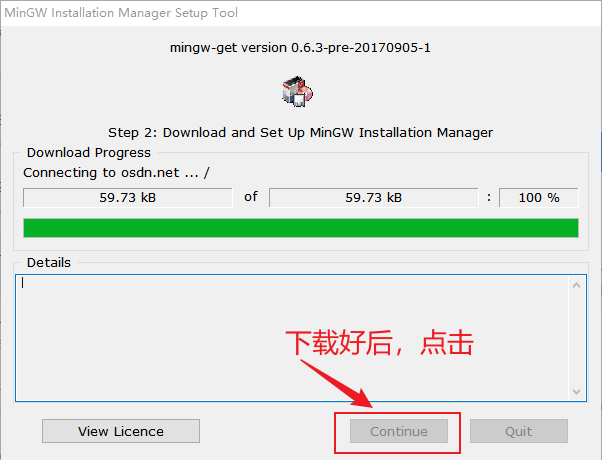 MinGW Installation Manager Setup Tool
mingw-get version 0.6.3-pre-20170905-1
Step 2: Download and Set Up MinGW Installation Manager
Download Progress
Connecting to osdn.net ... /
59.73 kB of 59.73 kB : 100 %
Details
下载好后，点击
View Licence Continue Quit